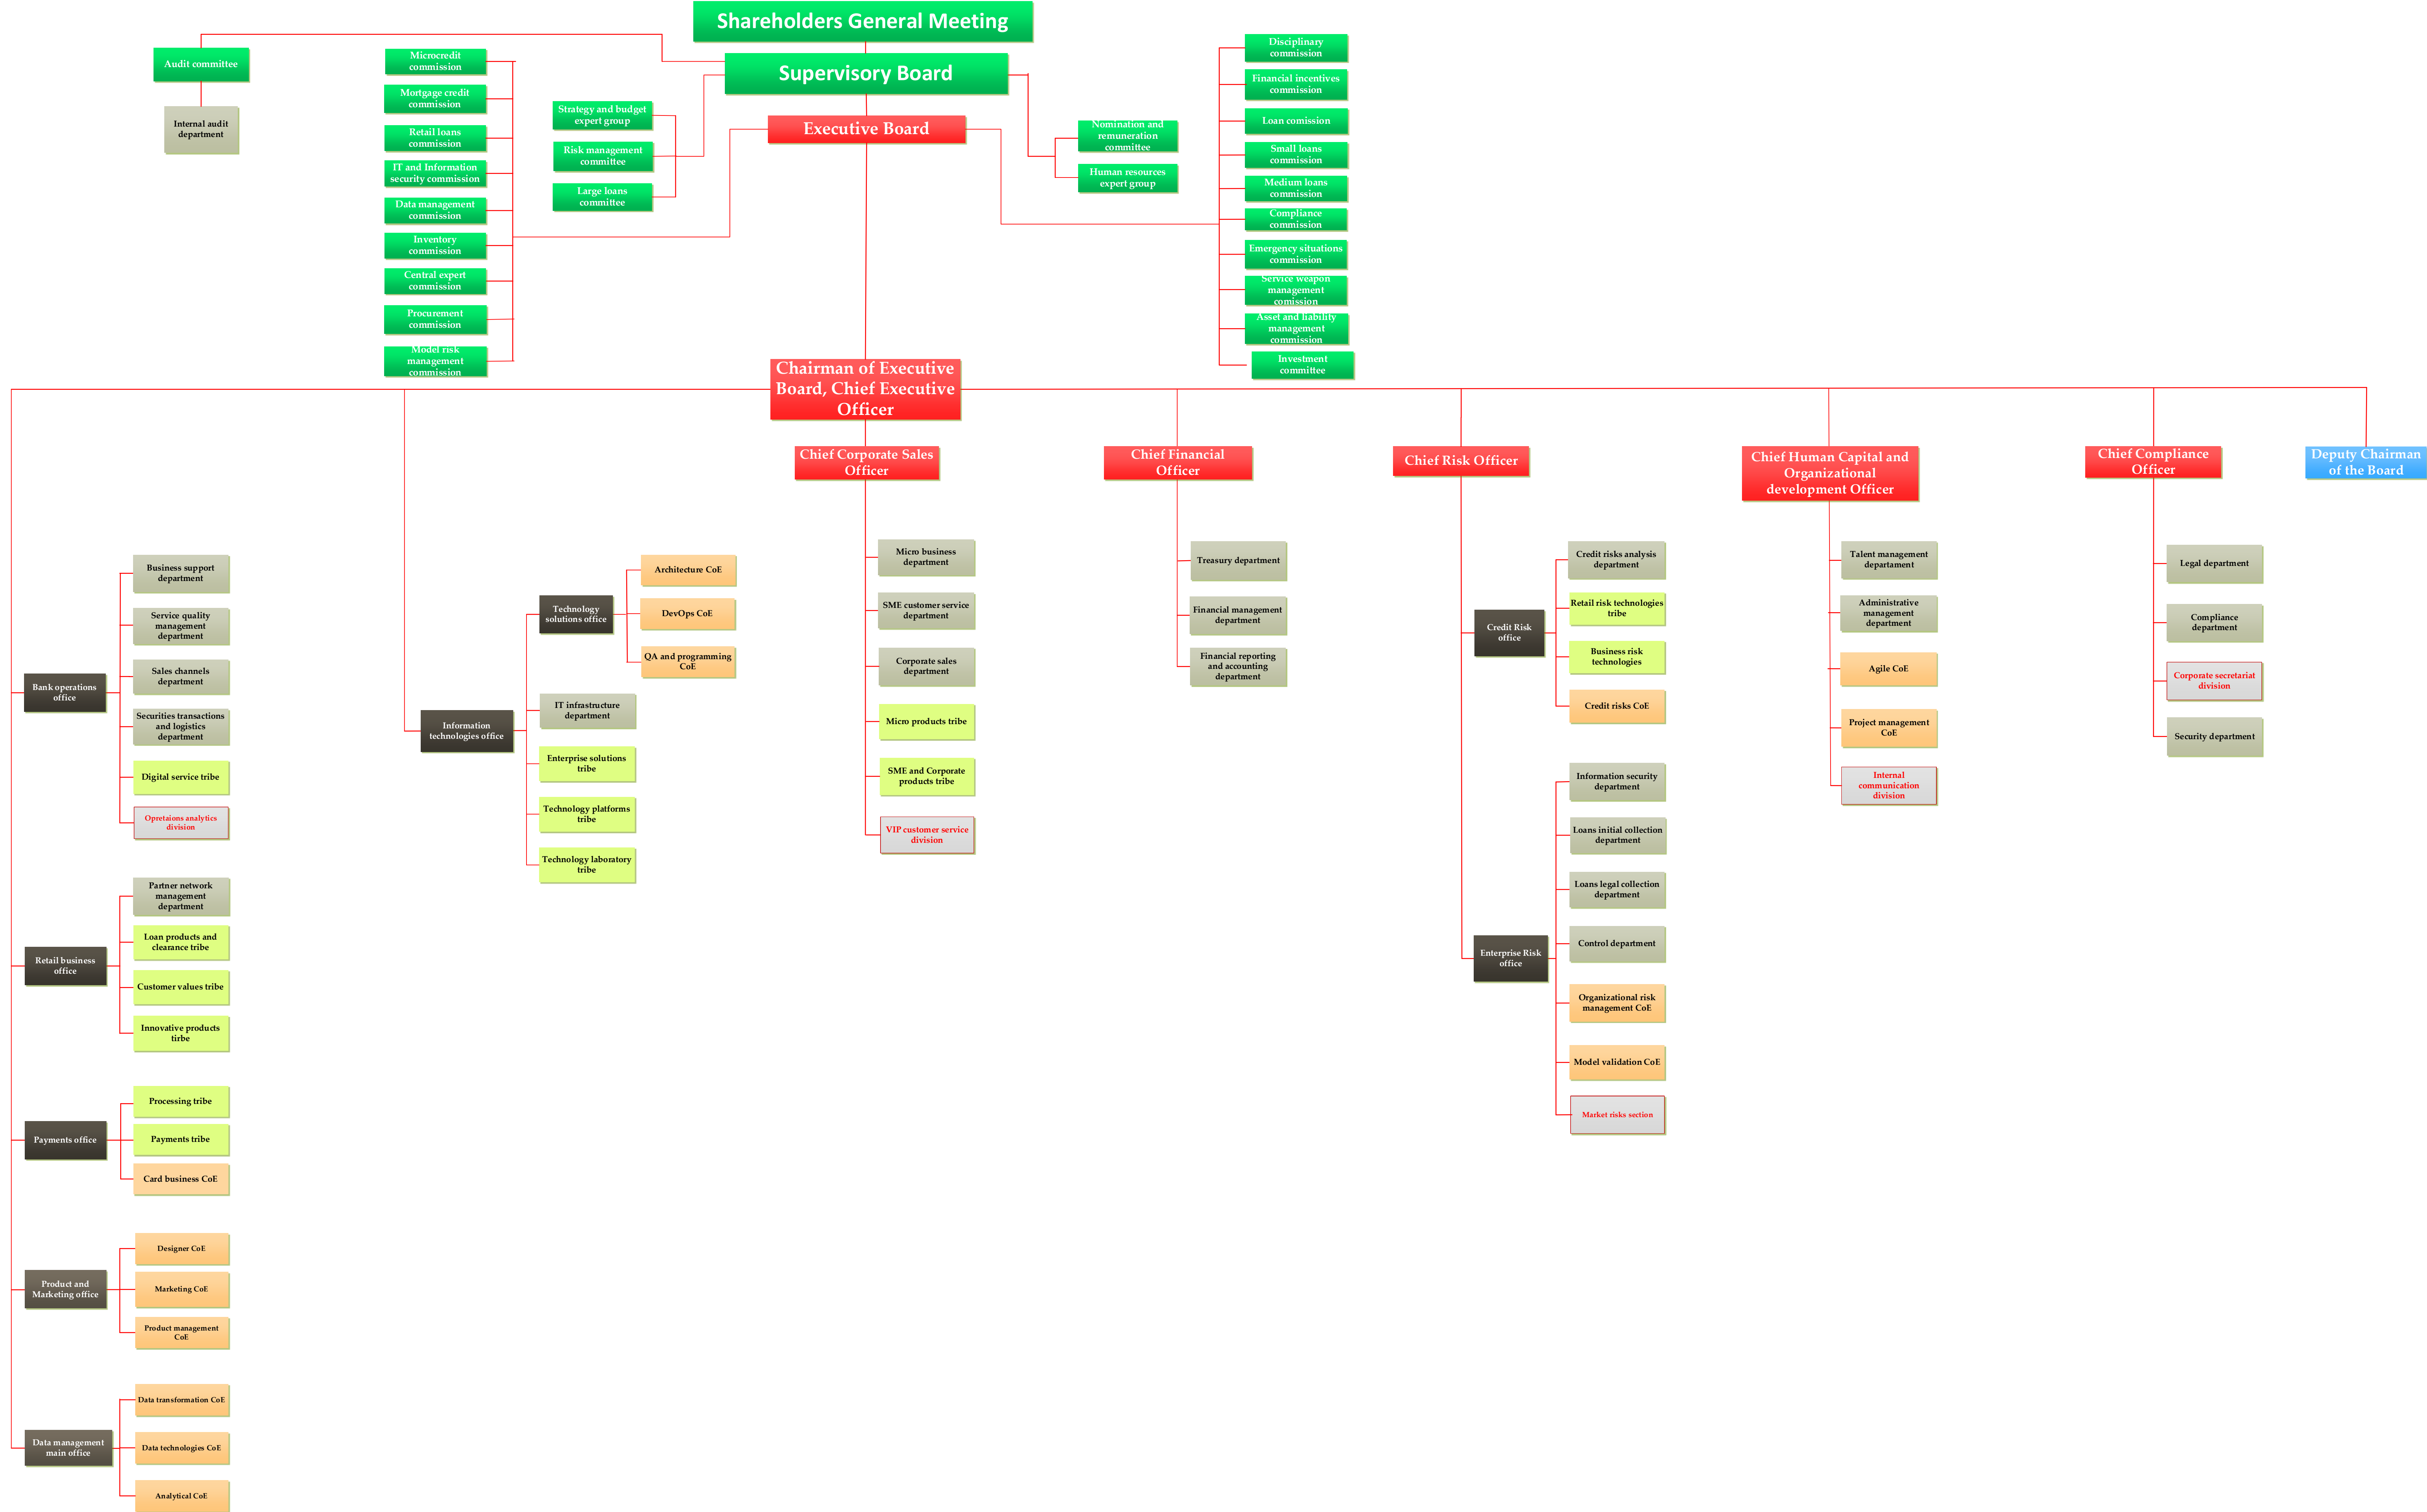 Shareholders General Meeting
Supervisory Board
Executive Board
Audit committee
Internal audit
department
Microcredit
commission
Mortgage credit
commission
Retail loans
commission
IT and Information
security commission
Data management
commission
Inventory
commission
Central expert
commission
Procurement
commission
Model risk
management
commission
Strategy and budget
expert group
Risk management
committee
Large loans
committee
Nomination and
remuneration
committee
Human resources
expert group
Disciplinary
commission
Financial incentives
commission
Loan comission
Small loans
commission
Medium loans
commission
Compliance
commission
Emergency situations
commission
Service weapon
management
comission
Asset and liability
management
commission
Investment
committee
Chairman of Executive
Board, Chief Executive
Officer
Chief Corporate Sales
Officer
Chief Financial
Officer
Chief Risk Officer
Chief Human Capital and
Organizational
development Officer
Chief Compliance
Officer
Deputy Chairman
of the Board
Bank operations
office
Business support
department
Service quality
management
department
Sales channels
department
Securities transactions
and logistics
department
Digital service tribe
Opretaions analytics
division
Retail business
office
Partner network
management
department
Loan products and
clearance tribe
Customer values tribe
Innovative products
tirbe
Payments office
Processing tribe
Payments tribe
Card business CoE
Product and
Marketing office
Designer CoE
Marketing CoE
Product management
CoE
Data management
main office
Data transformation CoE
Data technologies CoE
Analytical CoE
Information
technologies office
Technology
solutions office
Architecture CoE
DevOps CoE
QA and programming
CoE
IT infrastructure
department
Enterprise solutions
tribe
Technology platforms
tribe
Technology laboratory
tribe
Micro business
department
SME customer service
department
Corporate sales
department
Micro products tribe
SME and Corporate
products tribe
VIP customer service
division
Treasury department
Financial management
department
Financial reporting
and accounting
department
Credit Risk
office
Credit risks analysis
department
Retail risk technologies
tribe
Business risk
technologies
Credit risks CoE
Enterprise Risk
office
Information security
department
Loans initial collection
department
Loans legal collection
department
Control department
Organizational risk
management CoE
Model validation CoE
Market risks section
Talent management
departament
Administrative
management
department
Agile CoE
Project management
CoE
Internal
communication
division
Legal department
Compliance
department
Corporate secretariat
division
Security department